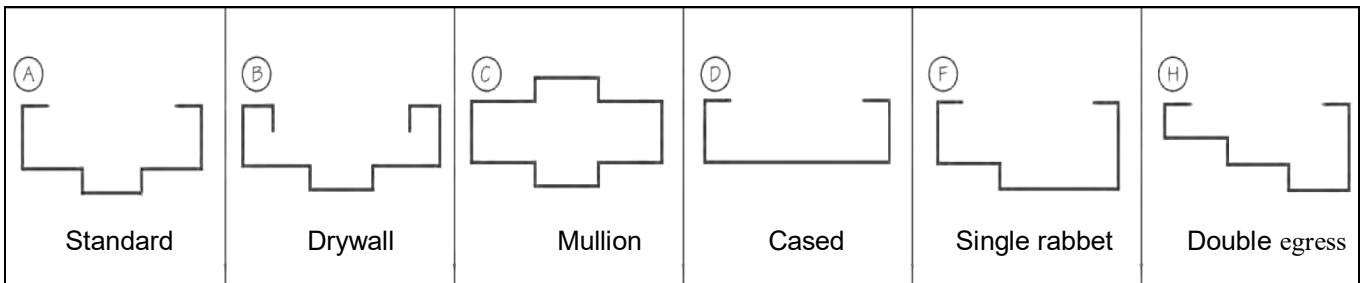 A
B
C
D
F
H
Standard
Drywall
Mullion
Cased
Single rabbet
Double egress